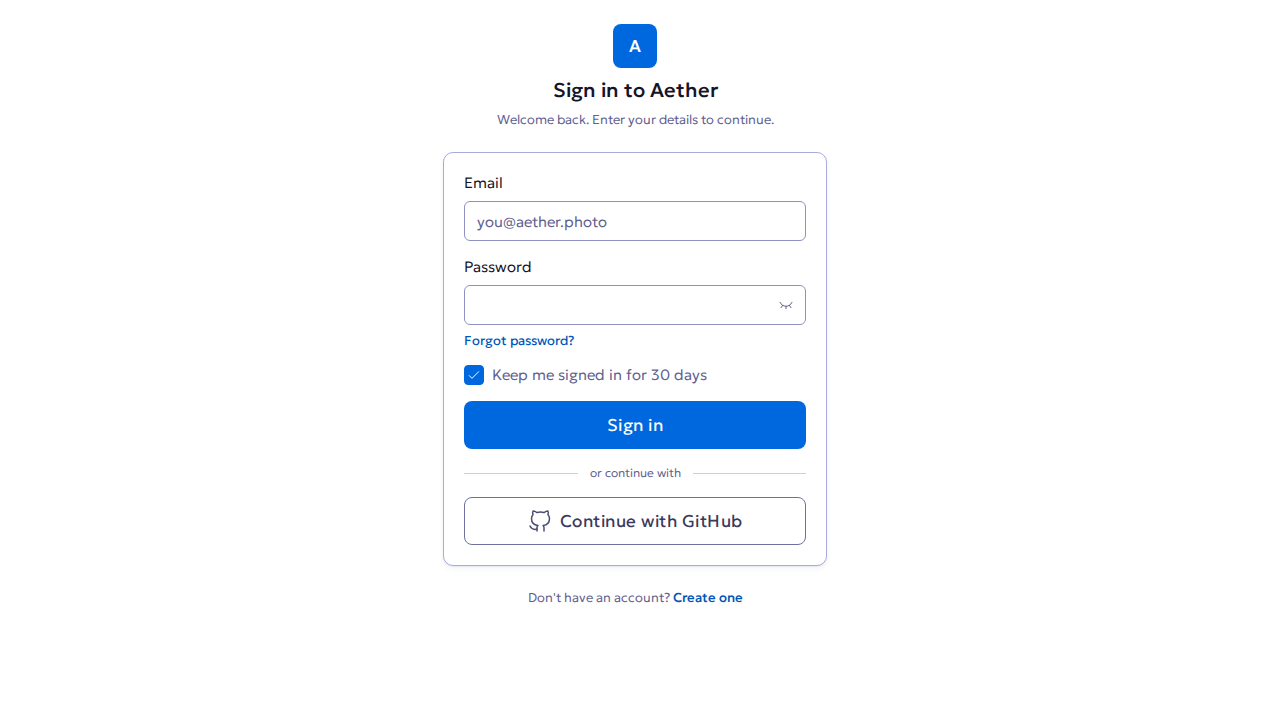 A
Sign in to Aether
Welcome back. Enter your details to continue.
Email
you@aether.photo
Password
Forgot password?
Keep me signed in for 30 days
Sign in
or continue with
Continue with GitHub
Don't have an account? Create one